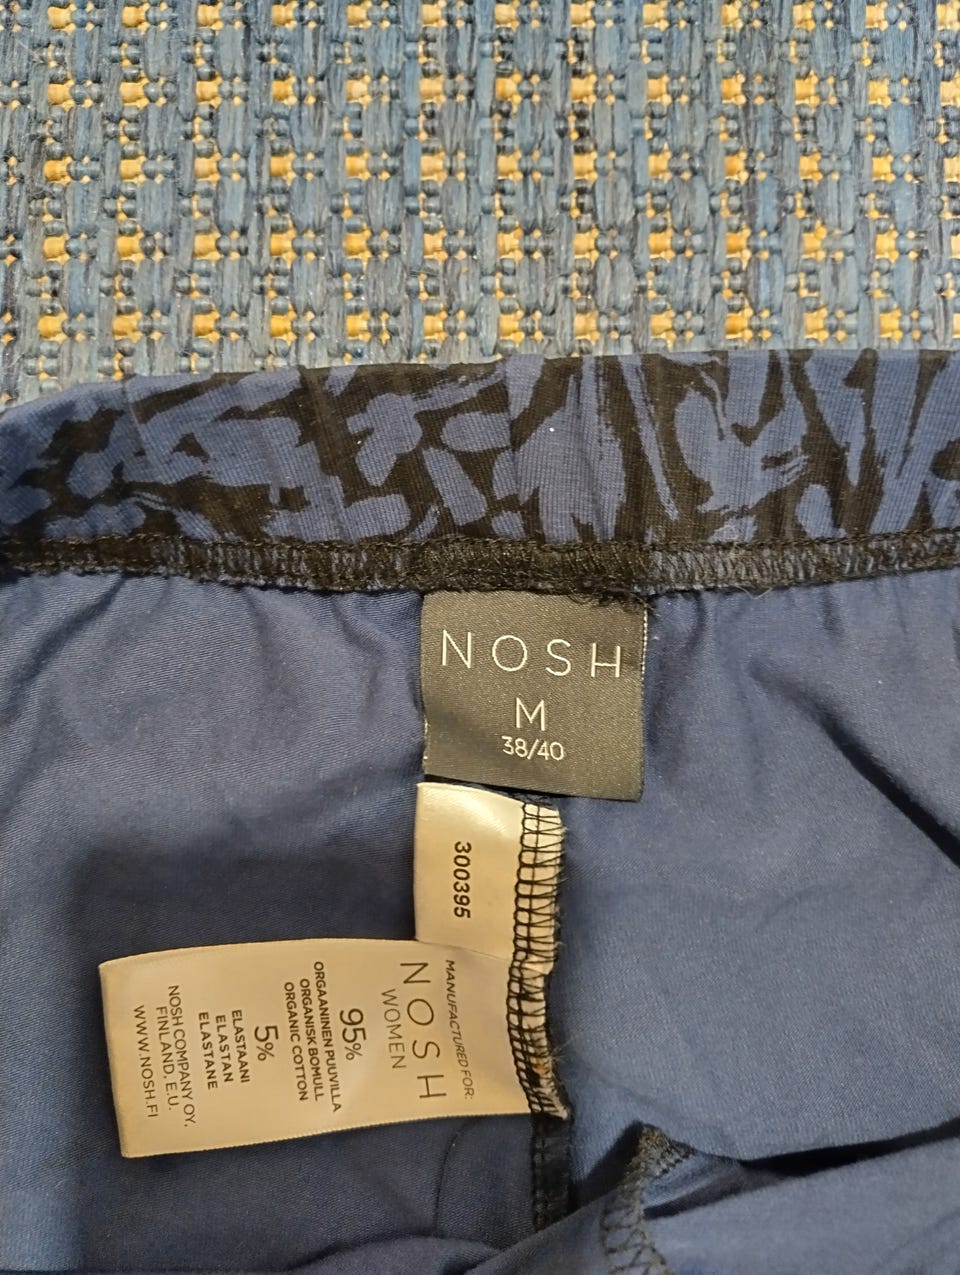 NOSH
M
38/40
300395
MANUFACTURED FOR:
NOSH
WOMEN
95%
ORGAANINEN PUUVILLA
ORGANISK BOMULL
ORGANIC COTTON
5%
ELASTAANI
ELASTAN
ELASTANE
NOSH COMPANY OY,
FINLAND, E.U.
WWW.NOSH.FI